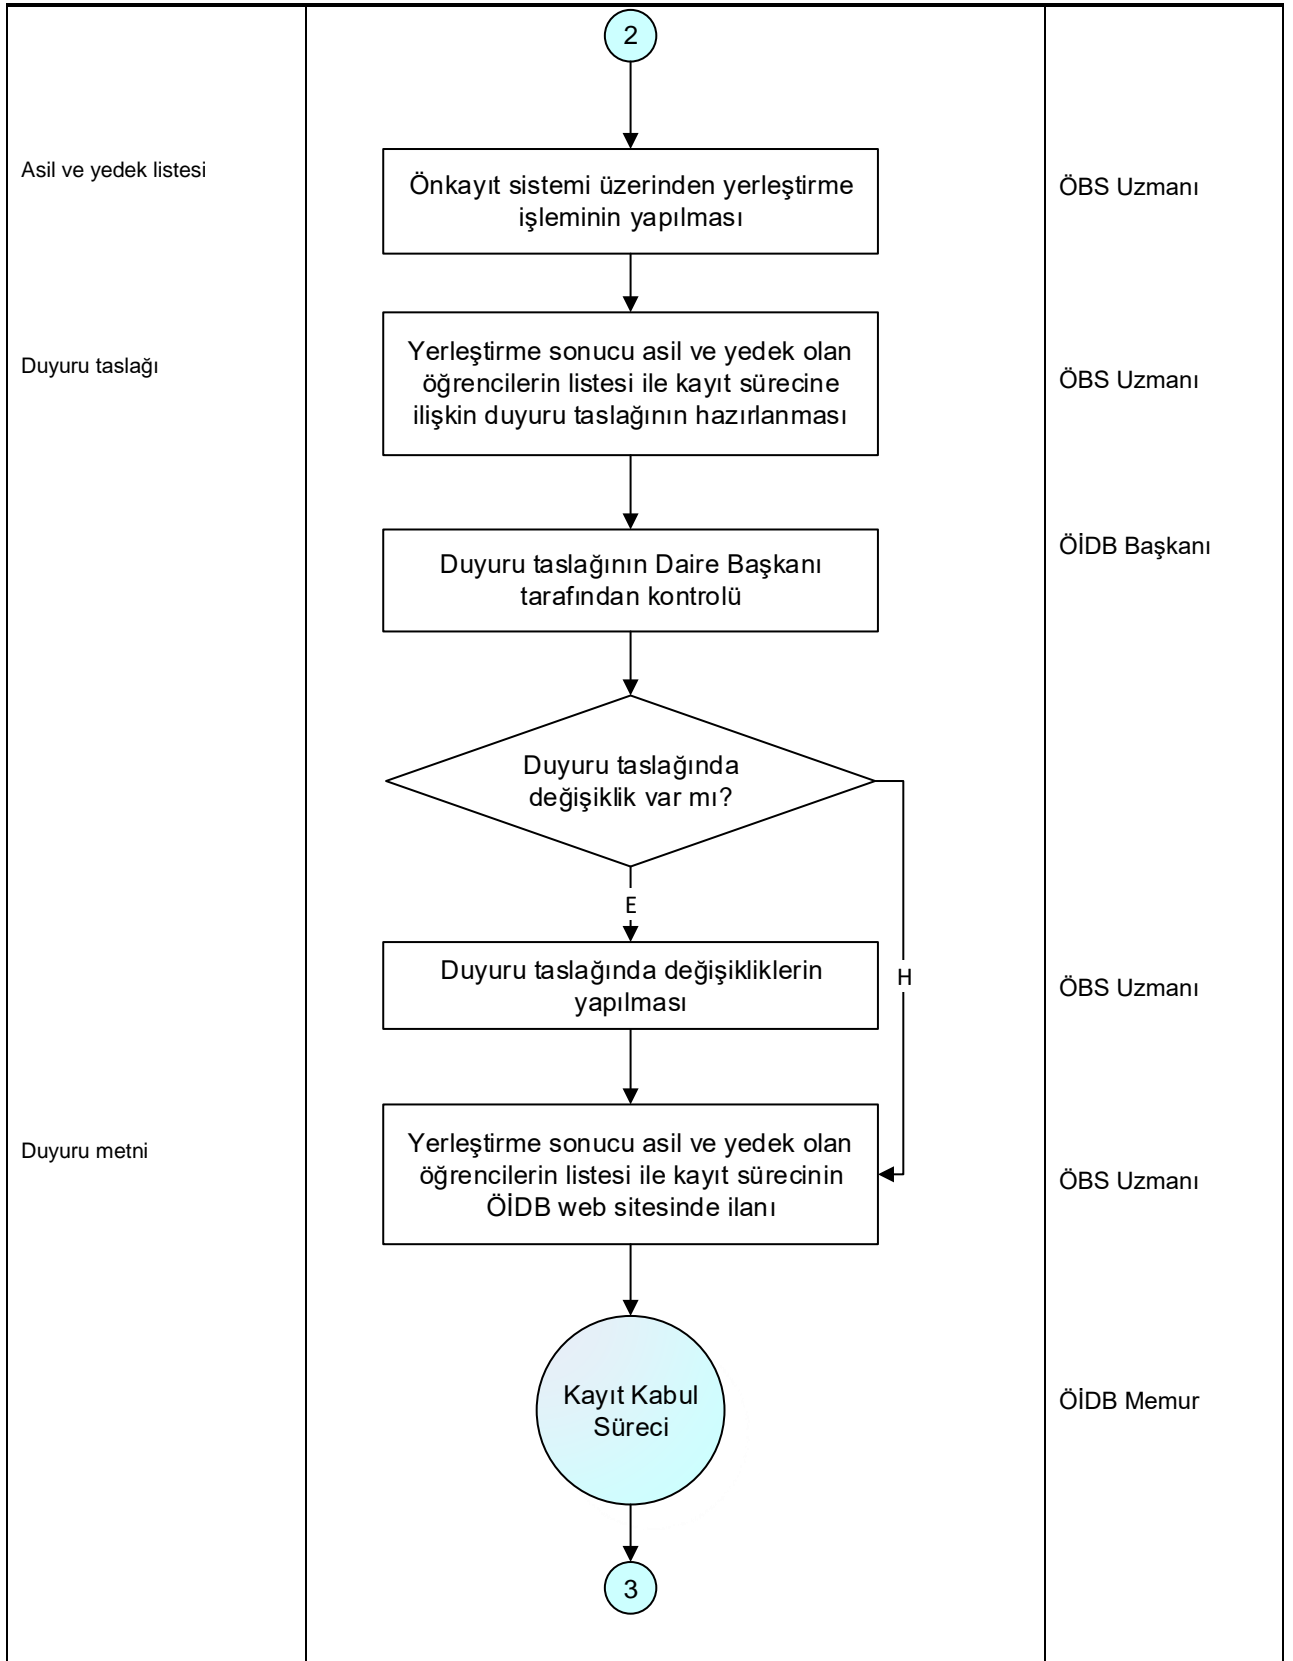 2
Asil ve yedek listesi
Önkayıt sistemi üzerinden yerleştirme
işleminin yapılması
ÖBS Uzmanı
Duyuru taslağı
Yerleştirme sonucu asil ve yedek olan
öğrencilerin listesi ile kayıt sürecine
ilişkin duyuru taslağının hazırlanması
ÖBS Uzmanı
Duyuru taslağının Daire Başkanı
tarafından kontrolü
ÖİDB Başkanı
Duyuru taslağında
değişiklik var mı?
E
H
Duyuru taslağında değişikliklerin
yapılması
ÖBS Uzmanı
Duyuru metni
Yerleştirme sonucu asil ve yedek olan
öğrencilerin listesi ile kayıt sürecinin
ÖİDB web sitesinde ilanı
ÖBS Uzmanı
Kayıt Kabul
Süreci
ÖİDB Memur
3